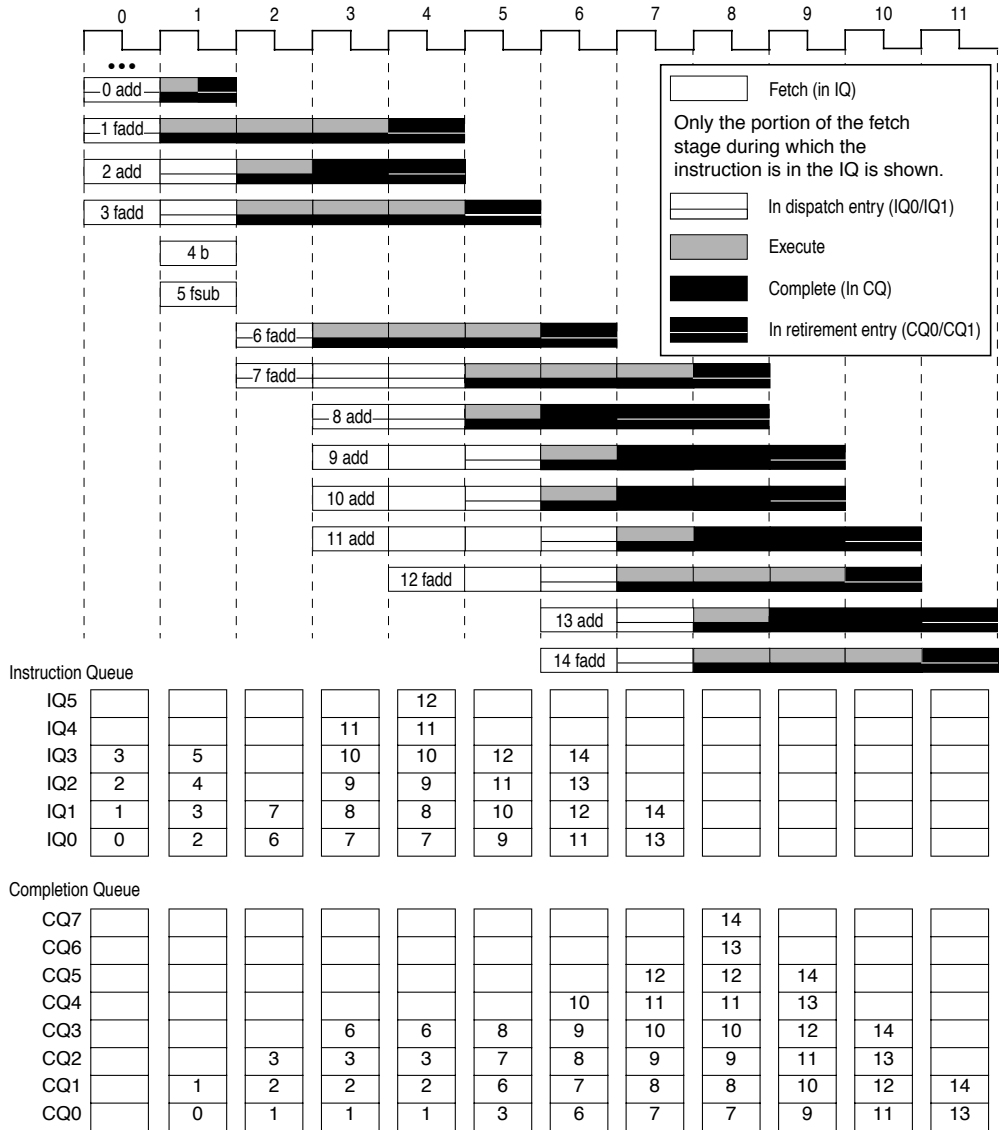 0 1 2 3 4 5 6 7 8 9 10 11
•••
0 add
1 fadd
2 add
3 fadd
4 b
5 fsub
6 fadd
7 fadd
8 add
9 add
10 add
11 add
12 fadd
13 add
14 fadd
Fetch (in IQ)
Only the portion of the fetch
stage during which the
instruction is in the IQ is shown.
In dispatch entry (IQ0/IQ1)
Execute
Complete (In CQ)
In retirement entry (CQ0/CQ1)
Instruction Queue
IQ5 12
IQ4 11 11
IQ3 3 5 10 10 12 14
IQ2 2 4 9 9 11 13
IQ1 1 3 7 8 8 10 12 14
IQ0 0 2 6 7 7 9 11 13
Completion Queue
CQ7 14
CQ6 13
CQ5 12 12 14
CQ4 10 11 11 13
CQ3 6 6 8 9 10 10 12 14
CQ2 3 3 3 7 8 9 9 11 13
CQ1 1 2 2 2 6 7 8 8 10 12 14
CQ0 0 1 1 1 3 6 7 7 9 11 13